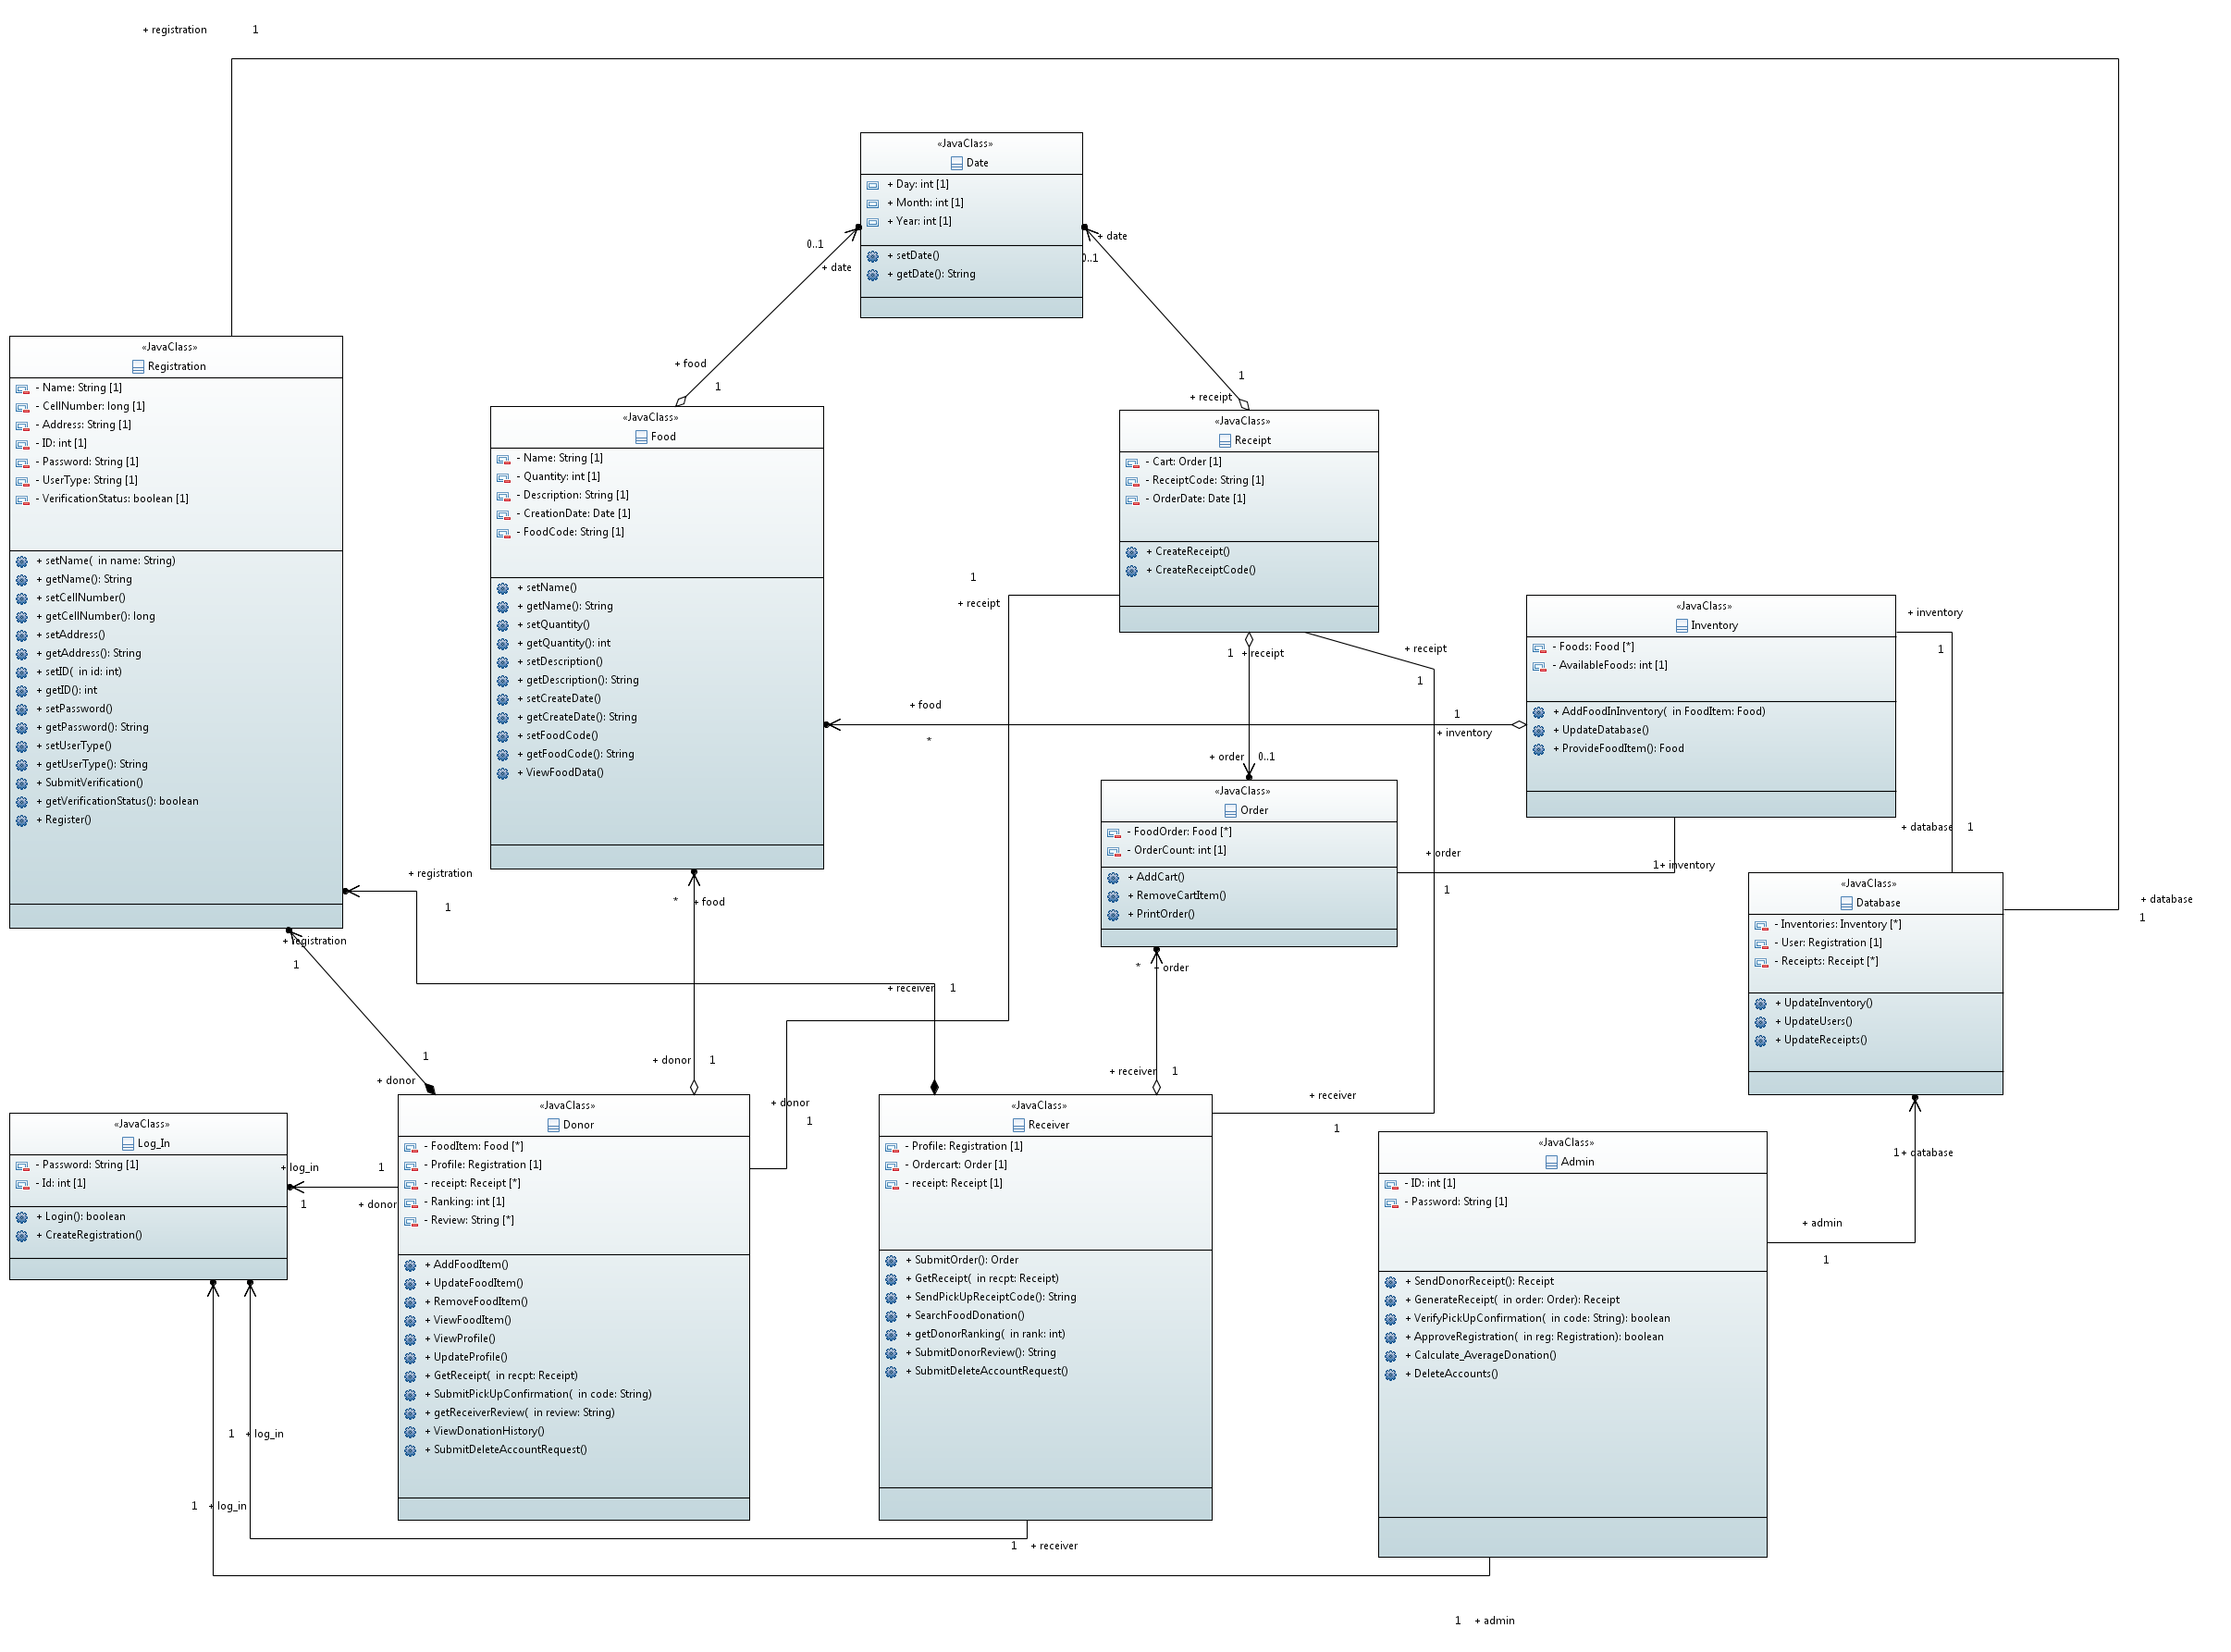 + registration 1
«JavaClass»
Date
+ Day: int [1]
+ Month: int [1]
+ Year: int [1]
+ setDate()
+ getDate(): String
0..1
+ date
+ date
0..1
+ food
1
1
+ receipt
«JavaClass»
Registration
- Name: String [1]
- CellNumber: long [1]
- Address: String [1]
- ID: int [1]
- Password: String [1]
- UserType: String [1]
- VerificationStatus: boolean [1]
+ setName( in name: String)
+ getName(): String
+ setCellNumber()
+ getCellNumber(): long
+ setAddress()
+ getAddress(): String
+ setID( in id: int)
+ getID(): int
+ setPassword()
+ getPassword(): String
+ setUserType()
+ getUserType(): String
+ SubmitVerification()
+ getVerificationStatus(): boolean
+ Register()
«JavaClass»
Food
- Name: String [1]
- Quantity: int [1]
- Description: String [1]
- CreationDate: Date [1]
- FoodCode: String [1]
+ setName()
+ getName(): String
+ setQuantity()
+ getQuantity(): int
+ setDescription()
+ getDescription(): String
+ setCreateDate()
+ getCreateDate(): String
+ setFoodCode()
+ getFoodCode(): String
+ ViewFoodData()
«JavaClass»
Receipt
- Cart: Order [1]
- ReceiptCode: String [1]
- OrderDate: Date [1]
+ CreateReceipt()
+ CreateReceiptCode()
1
+ receipt
1 + receipt
+ receipt
1
«JavaClass»
Inventory
- Foods: Food [*]
- AvailableFoods: int [1]
+ AddFoodInInventory( in FoodItem: Food)
+ UpdateDatabase()
+ ProvideFoodItem(): Food
+ inventory
1
+ food
*
1
+ inventory
+ order 0..1
«JavaClass»
Order
- FoodOrder: Food [*]
- OrderCount: int [1]
+ AddCart()
+ RemoveCartItem()
+ PrintOrder()
+ order
1
1 + inventory
+ database 1
«JavaClass»
Database
- Inventories: Inventory [*]
- User: Registration [1]
- Receipts: Receipt [*]
+ UpdateInventory()
+ UpdateUsers()
+ UpdateReceipts()
+ database
1
+ registration
1
* + food
+ registration
1
+ receiver 1
* + order
1
+ donor
+ donor 1
+ receiver 1
+ donor
1
+ receiver
1
«JavaClass»
Log_In
- Password: String [1]
- Id: int [1]
+ Login(): boolean
+ CreateRegistration()
+ log_in
1
1
+ donor
«JavaClass»
Donor
- FoodItem: Food [*]
- Profile: Registration [1]
- receipt: Receipt [*]
- Ranking: int [1]
- Review: String [*]
+ AddFoodItem()
+ UpdateFoodItem()
+ RemoveFoodItem()
+ ViewFoodItem()
+ ViewProfile()
+ UpdateProfile()
+ GetReceipt( in recpt: Receipt)
+ SubmitPickUpConfirmation( in code: String)
+ getReceiverReview( in review: String)
+ ViewDonationHistory()
+ SubmitDeleteAccountRequest()
«JavaClass»
Receiver
- Profile: Registration [1]
- Ordercart: Order [1]
- receipt: Receipt [1]
+ SubmitOrder(): Order
+ GetReceipt( in recpt: Receipt)
+ SendPickUpReceiptCode(): String
+ SearchFoodDonation()
+ getDonorRanking( in rank: int)
+ SubmitDonorReview(): String
+ SubmitDeleteAccountRequest()
«JavaClass»
Admin
- ID: int [1]
- Password: String [1]
+ SendDonorReceipt(): Receipt
+ GenerateReceipt( in order: Order): Receipt
+ VerifyPickUpConfirmation( in code: String): boolean
+ ApproveRegistration( in reg: Registration): boolean
+ Calculate_AverageDonation()
+ DeleteAccounts()
1 + database
+ admin
1
1 + log_in
1 + log_in
1 + receiver
1 + admin